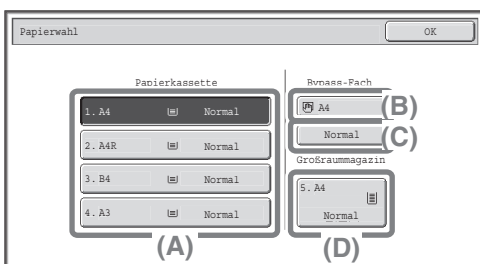 Papierwahl OK
Papierkassette Bypass-Fach
1. A4 Normal
2. A4R Normal
3. B4 Normal
4. A3 Normal
(A)
A4 (B)
Normal (C)
Großraummagazin
5. A4
Normal
(D)